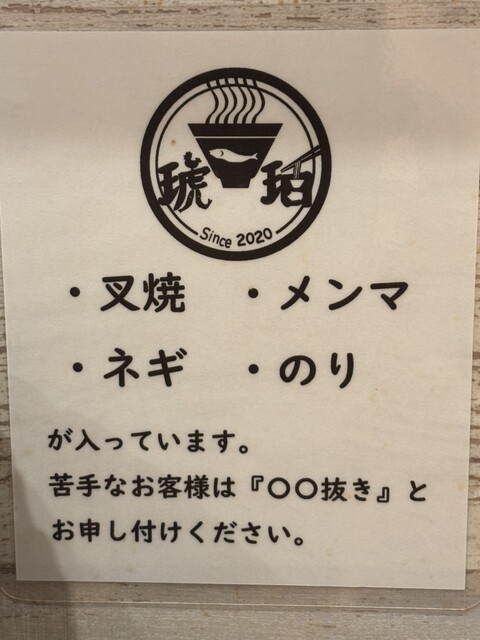 琥珀
Since 2020
・叉焼　・メンマ
・ネギ　・のり
が入っています。
苦手なお客様は『〇〇抜き』と
お申し付けください。